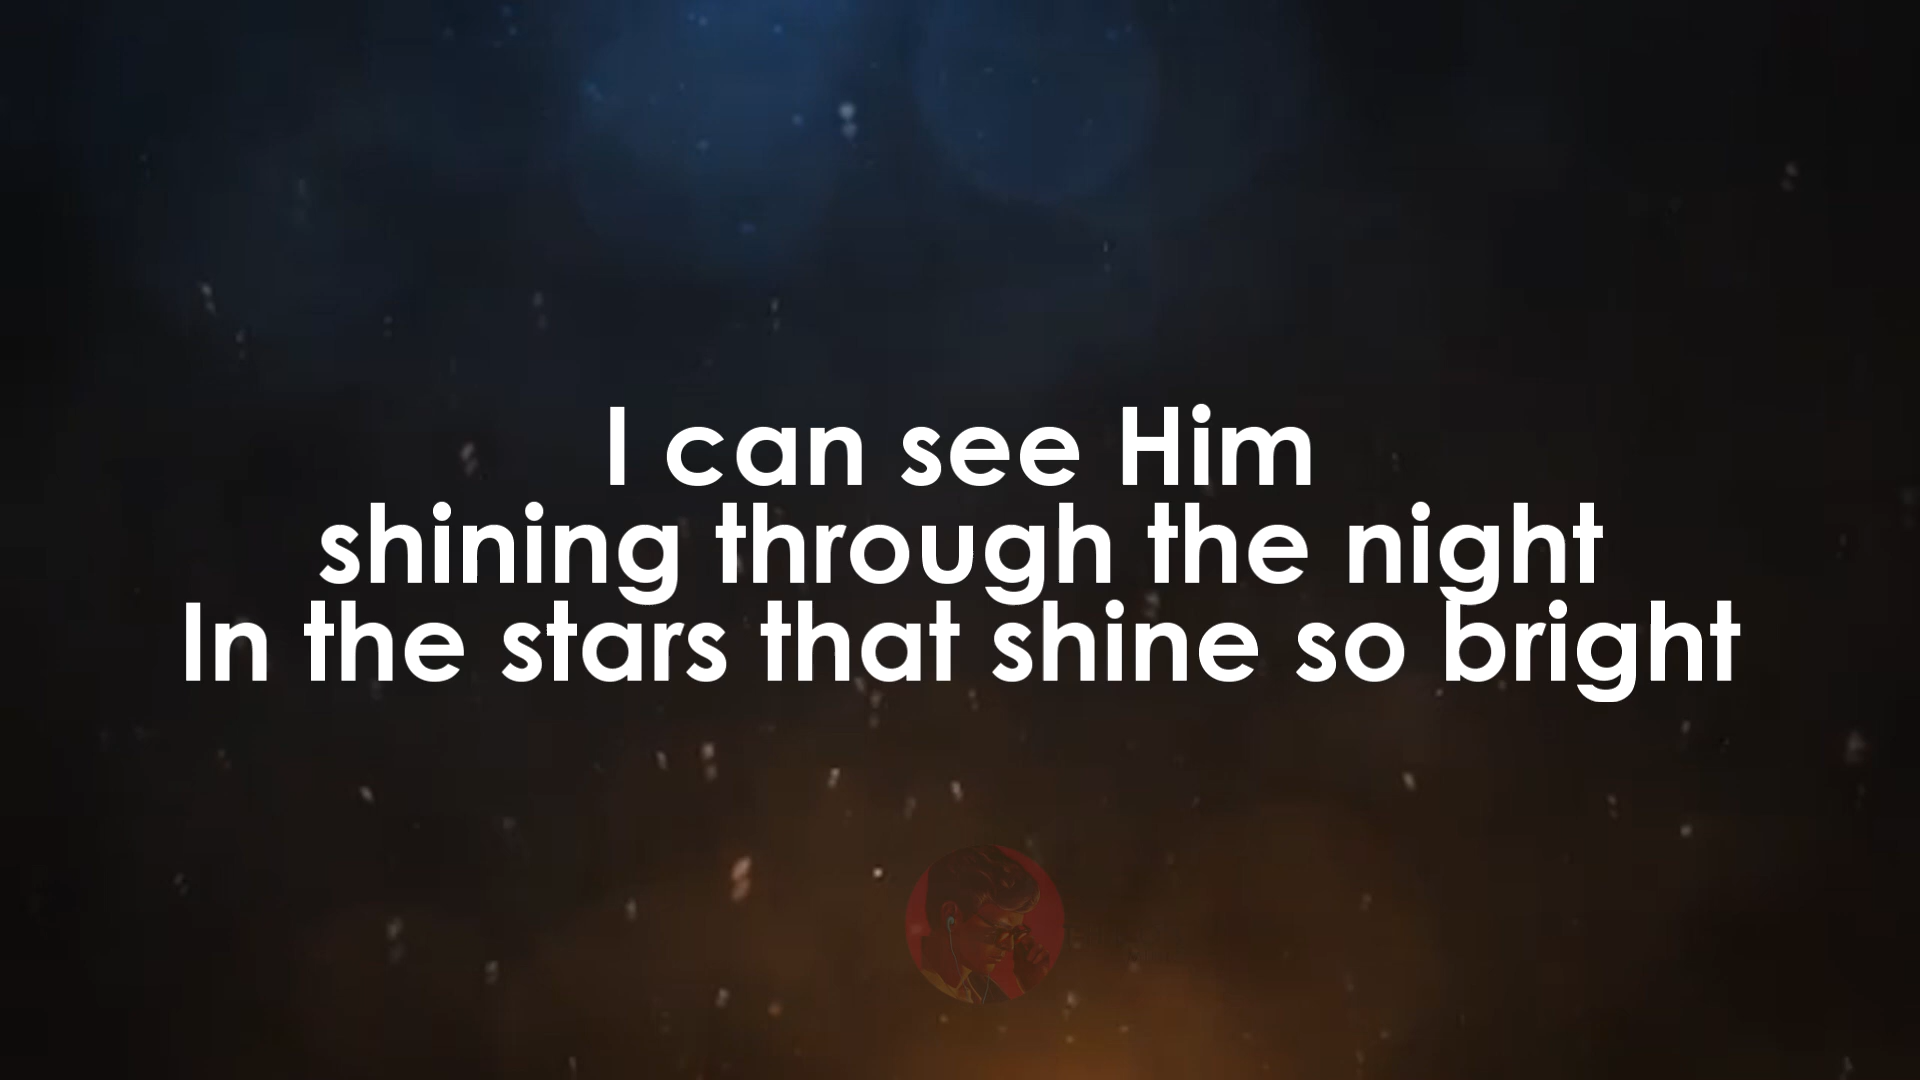 I can see Him
shining through the night
In the stars that shine so bright